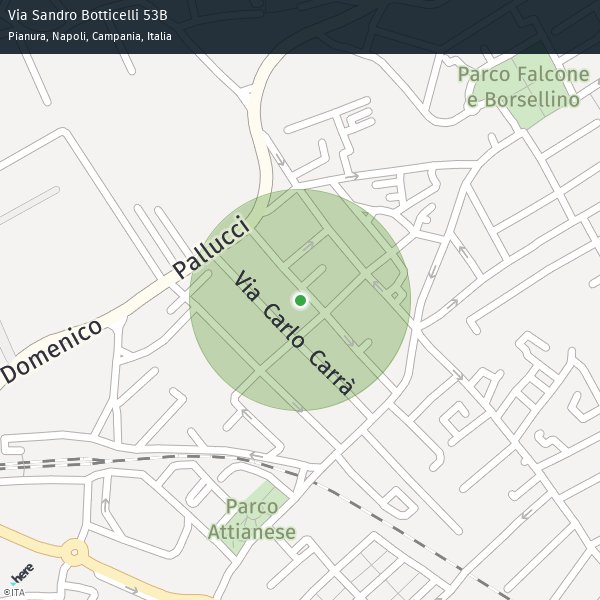 Via Sandro Botticelli 53B
Pianura, Napoli, Campania, Italia
Parco Falcone
e Borsellino
Pallucci
Via Carlo Carrà
Domenico
Parco
Attianese
here
©ITA